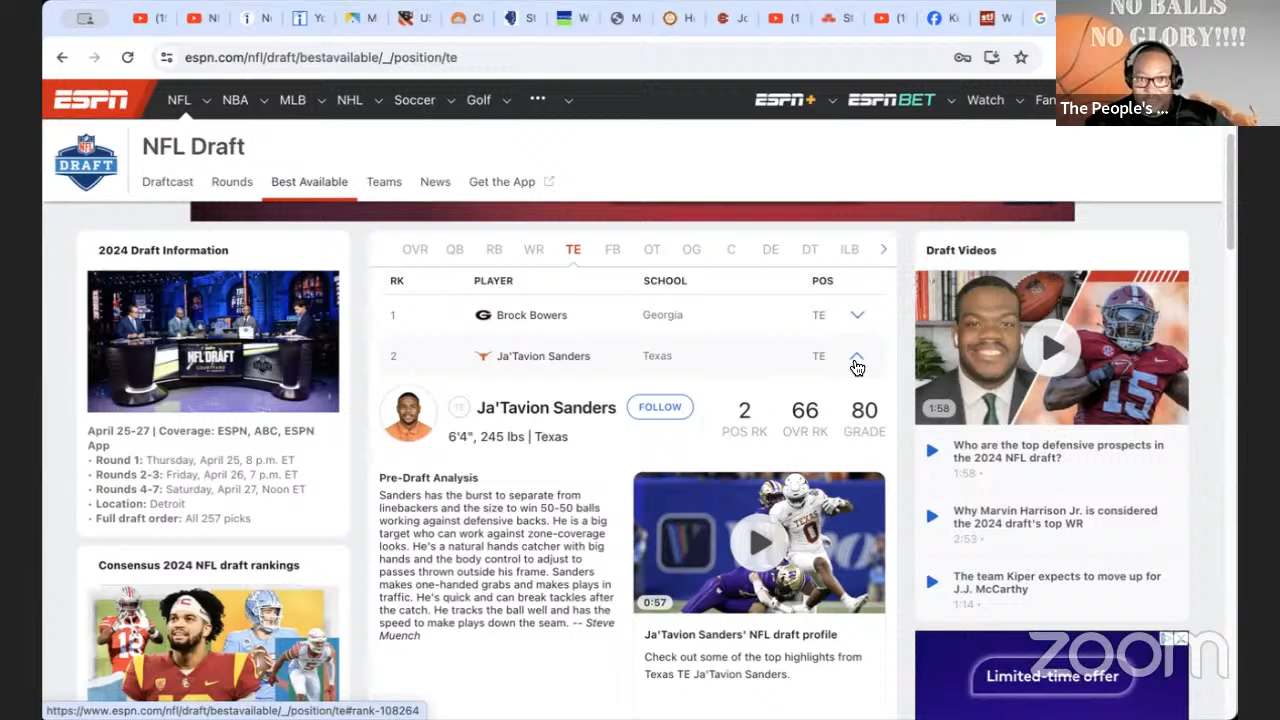 NO BALLS
NO GLORY!!!!
The People's ...
espn.com/nfl/draft/bestavailable/_/position/te
ESPN
NFL
NBA
MLB
NHL
Soccer
Golf
•••
ESPN+
ESPN BET
Watch
Fan
NFL
DRAFT
NFL Draft
Draftcast
Rounds
Best Available
Teams
News
Get the App
2024 Draft Information
NFL DRAFT
April 25-27 | Coverage: ESPN, ABC, ESPN
App
• Round 1: Thursday, April 25, 8 p.m. ET
• Rounds 2-3: Friday, April 26, 7 p.m. ET
• Rounds 4-7: Saturday, April 27, Noon ET
• Location: Detroit
• Full draft order: All 257 picks
Consensus 2024 NFL draft rankings
OVR QB RB WR TE FB OT OG C DE DT ILB
RK PLAYER SCHOOL POS
1 Brock Bowers Georgia TE
2 Ja'Tavion Sanders Texas TE
TE Ja'Tavion Sanders FOLLOW
6'4", 245 lbs | Texas
2 66 80
POS RK OVR RK GRADE
Pre-Draft Analysis
Sanders has the burst to separate from
linebackers and the size to win 50-50 balls
working against defensive backs. He is a big
target who can work against zone-coverage
looks. He's a natural hands catcher with big
hands and the body control to adjust to
passes thrown outside his frame. Sanders
makes one-handed grabs and makes plays in
traffic. He's quick and can break tackles after
the catch. He tracks the ball well and has the
speed to make plays down the seam. -- Steve
Muench
TEXAS
0
0:57
Ja'Tavion Sanders' NFL draft profile
Check out some of the top highlights from
Texas TE Ja'Tavion Sanders.
Draft Videos
15
1:58
Who are the top defensive prospects in
the 2024 NFL draft?
1:58 •
Why Marvin Harrison Jr. is considered
the 2024 draft's top WR
2:53 •
The team Kiper expects to move up for
J.J. McCarthy
1:14 •
Limited-time offer
zoom
https://www.espn.com/nfl/draft/bestavailable/_/position/te#rank-108264